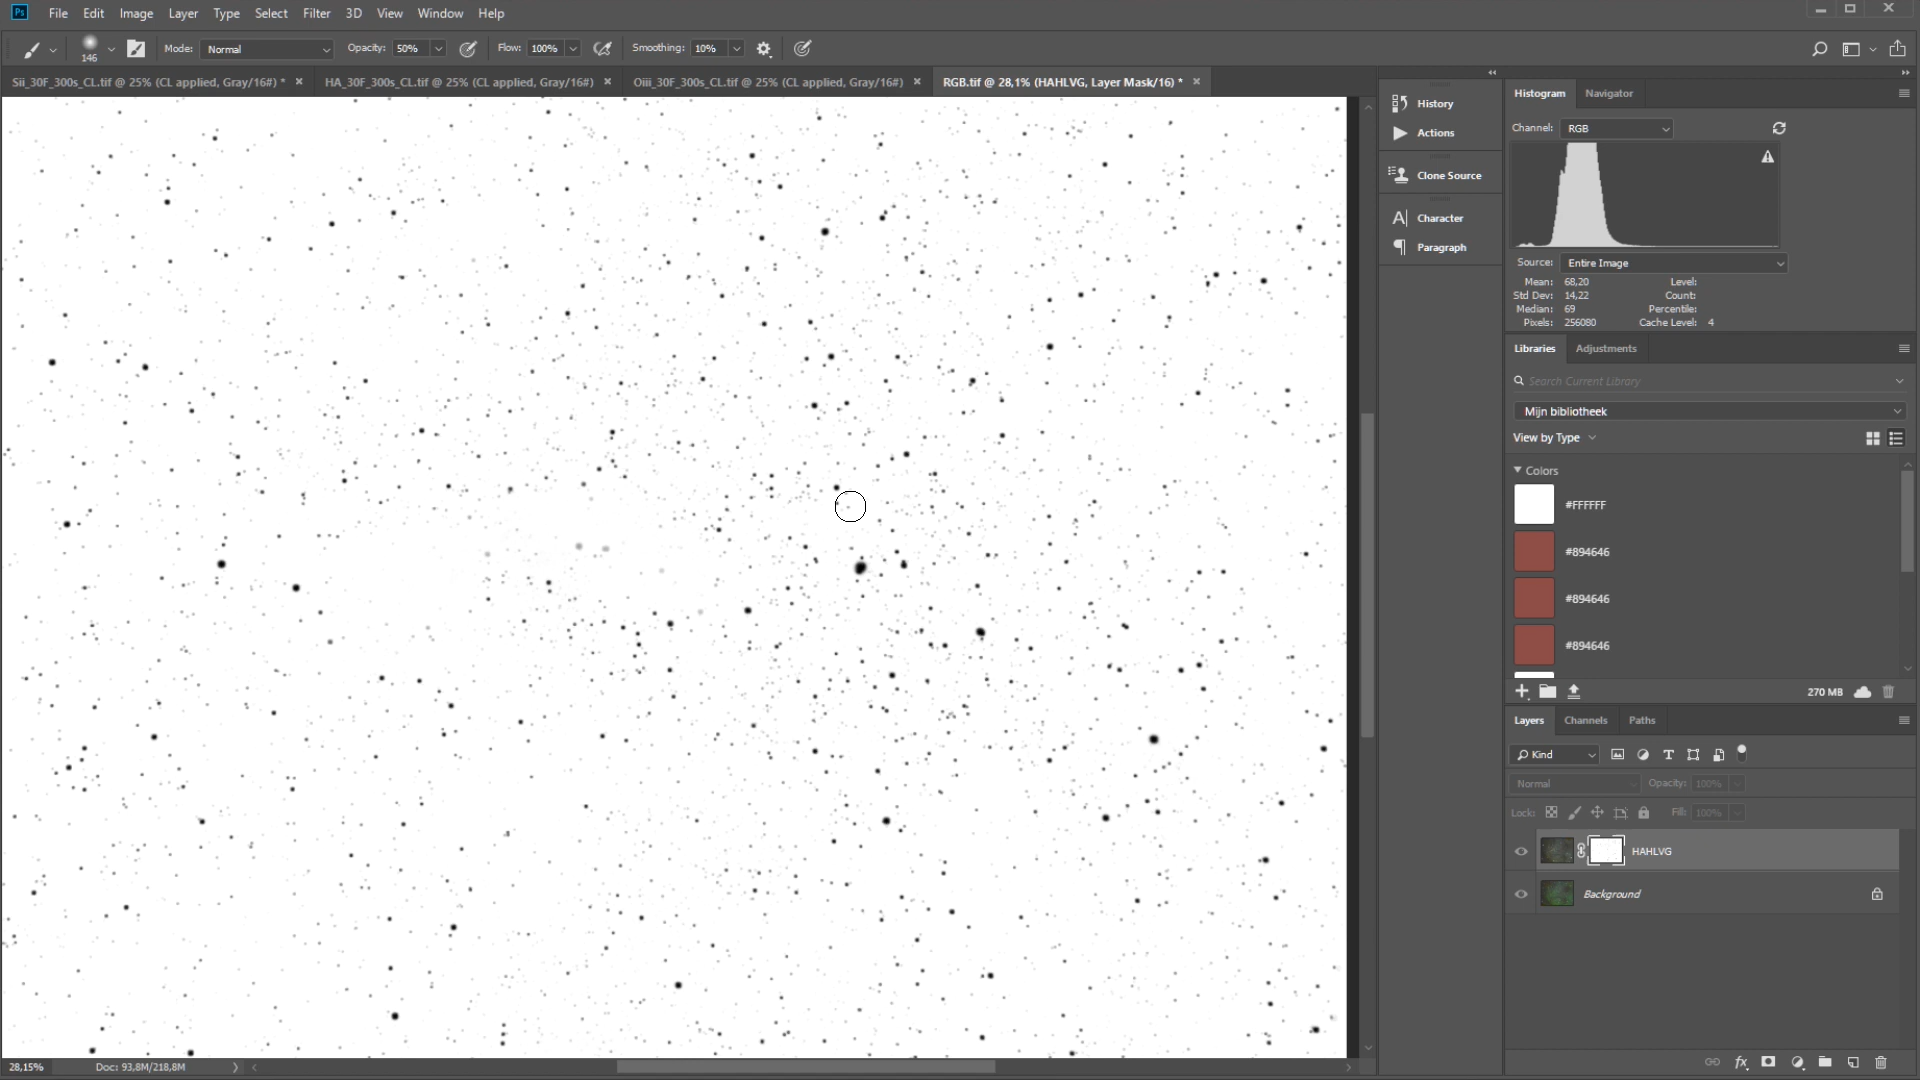 Ps File Edit Image Layer Type Select Filter 3D View Window Help
146 Mode: Normal Opacity: 50% Flow: 100% Smoothing: 10%
Sii_30F_300s_CL.tif @ 25% (CL applied, Gray/16#) * × HA_30F_300s_CL.tif @ 25% (CL applied, Gray/16#) × Oiii_30F_300s_CL.tif @ 25% (CL applied, Gray/16#) × RGB.tif @ 28,1% (HAHLVG, Layer Mask/16) * ×
History
Actions
Clone Source
Character
Paragraph
Histogram Navigator
Channel: RGB
Source: Entire Image
Mean: 68,20 Level:
Std Dev: 14,22 Count:
Median: 69 Percentile:
Pixels: 256080 Cache Level: 4
Libraries Adjustments
Search Current Library
Mijn bibliotheek
View by Type
Colors
#FFFFFF
#894646
#894646
#894646
270 MB
Layers Channels Paths
Kind
Normal Opacity: 100%
Lock: Fill: 100%
HAHLVG
Background
28,15% Doc: 93,8M/218,8M
fx